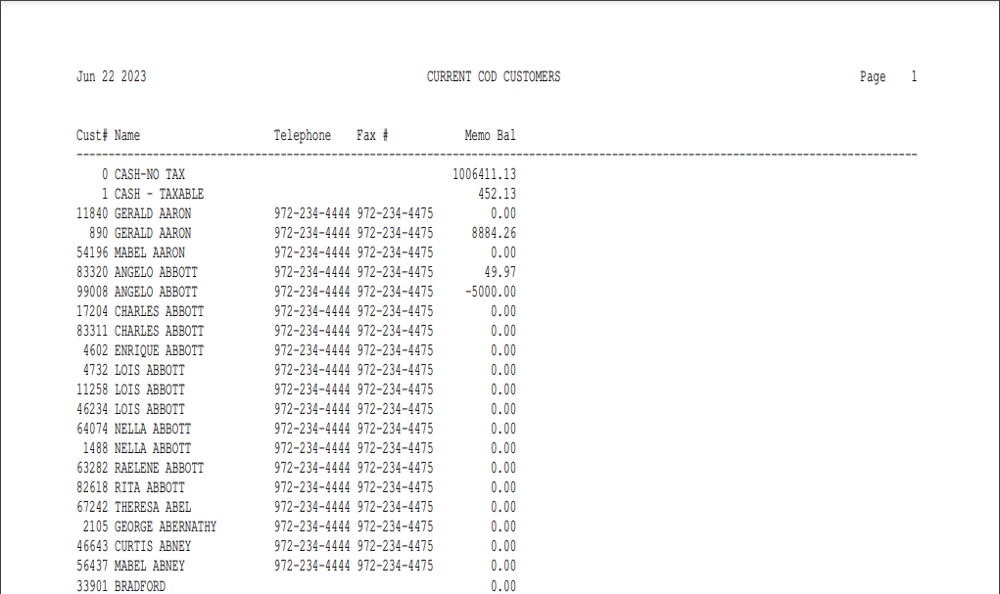 Jun 22 2023 CURRENT COD CUSTOMERS Page 1
Cust# Name Telephone Fax # Memo Bal
0 CASH-NO TAX 1006411.13
1 CASH - TAXABLE 452.13
11840 GERALD AARON 972-234-4444 972-234-4475 0.00
890 GERALD AARON 972-234-4444 972-234-4475 8884.26
54196 MABEL AARON 972-234-4444 972-234-4475 0.00
83320 ANGELO ABBOTT 972-234-4444 972-234-4475 49.97
99008 ANGELO ABBOTT 972-234-4444 972-234-4475 -5000.00
17204 CHARLES ABBOTT 972-234-4444 972-234-4475 0.00
83311 CHARLES ABBOTT 972-234-4444 972-234-4475 0.00
4602 ENRIQUE ABBOTT 972-234-4444 972-234-4475 0.00
4732 LOIS ABBOTT 972-234-4444 972-234-4475 0.00
11258 LOIS ABBOTT 972-234-4444 972-234-4475 0.00
46234 LOIS ABBOTT 972-234-4444 972-234-4475 0.00
64074 NELLA ABBOTT 972-234-4444 972-234-4475 0.00
1488 NELLA ABBOTT 972-234-4444 972-234-4475 0.00
63282 RAELENE ABBOTT 972-234-4444 972-234-4475 0.00
82618 RITA ABBOTT 972-234-4444 972-234-4475 0.00
67242 THERESA ABEL 972-234-4444 972-234-4475 0.00
2105 GEORGE ABERNATHY 972-234-4444 972-234-4475 0.00
46643 CURTIS ABNEY 972-234-4444 972-234-4475 0.00
56437 MABEL ABNEY 972-234-4444 972-234-4475 0.00
33901 BRADFORD 0.00